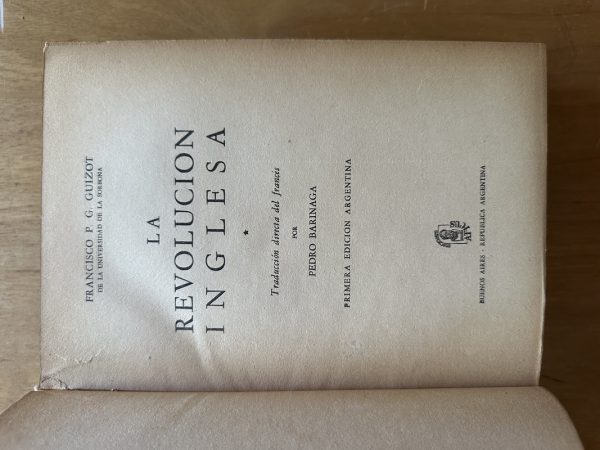 FRANCISCO P. G. GUIZOT
DE LA UNIVERSIDAD DE LA SORBONA
LA
REVOLUCION
INGLESA
*
Traducción directa del francés
POR
PEDRO BARINAGA
PRIMERA EDICION ARGENTINA
BUENOS AIRES - REPUBLICA ARGENTINA